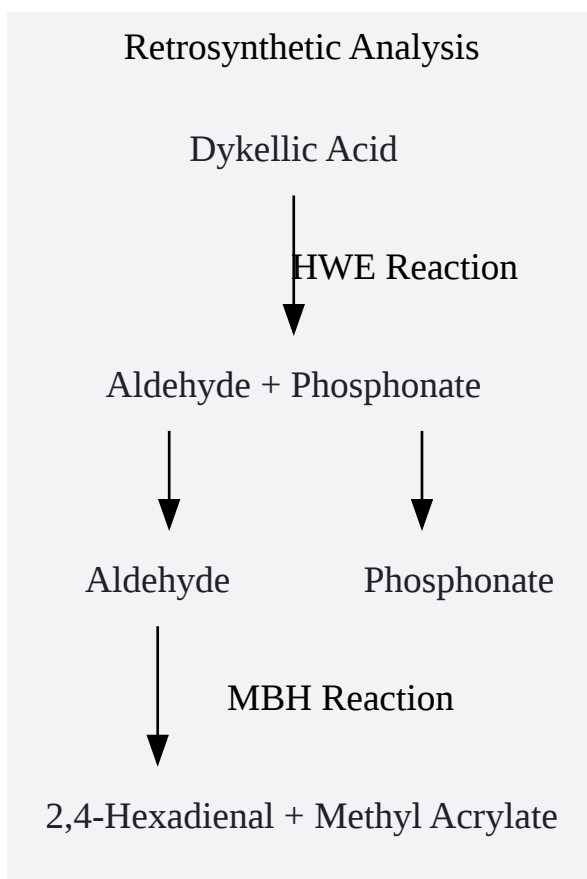 Retrosynthetic Analysis
Dykellic Acid
HWE Reaction
Aldehyde + Phosphonate
Aldehyde
Phosphonate
MBH Reaction
2,4-Hexadienal + Methyl Acrylate